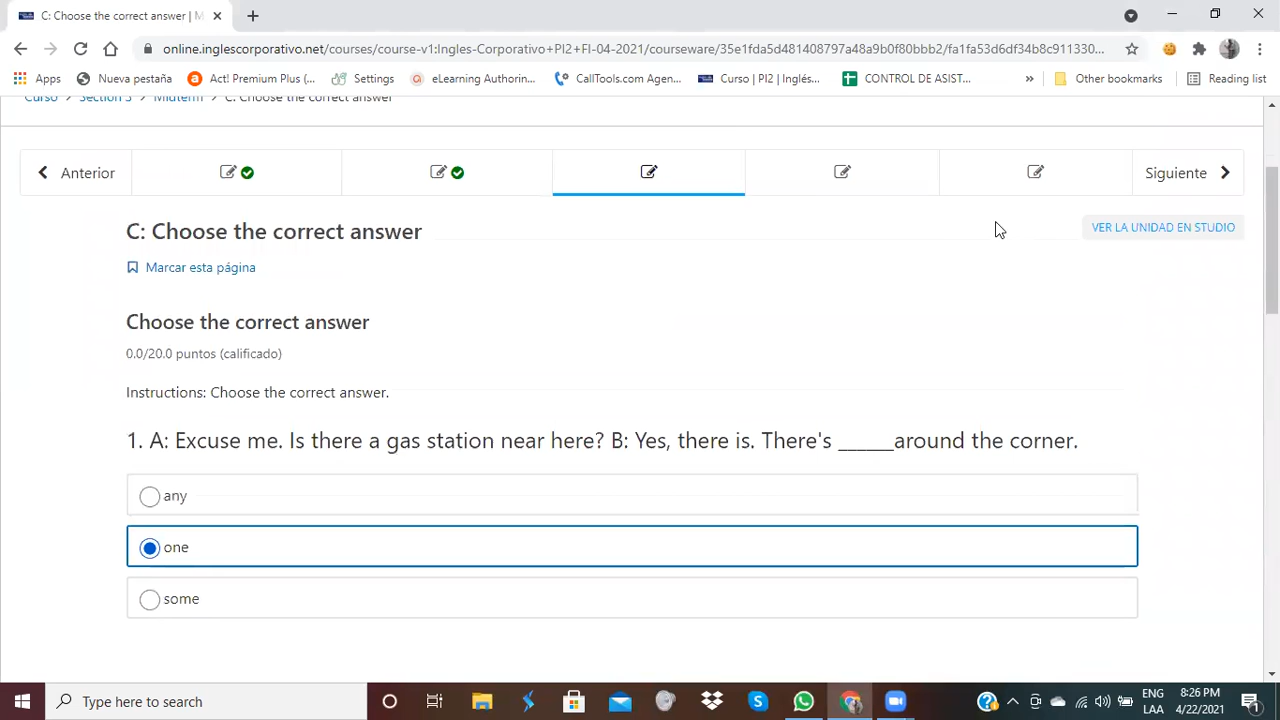 C: Choose the correct answer | M
online.inglescorporativo.net/courses/course-v1:Ingles-Corporativo+PI2+FI-04-2021/courseware/35e1fda5d481408797a48a9b0f80bbb2/fa1fa53d6df34b8c911330...
Apps Nueva pestaña Act! Premium Plus (... Settings eLearning Authorin... CallTools.com Agen... Curso | PI2 | Inglés... CONTROL DE ASIST... » Other bookmarks Reading list
Curso Section 3 Midterm C: Choose the correct answer
Anterior Siguiente
C: Choose the correct answer VER LA UNIDAD EN STUDIO
Marcar esta página
Choose the correct answer
0.0/20.0 puntos (calificado)
Instructions: Choose the correct answer.
1. A: Excuse me. Is there a gas station near here? B: Yes, there is. There's ______around the corner.
any
one
some
Type here to search ENG 8:26 PM
LAA 4/22/2021 1